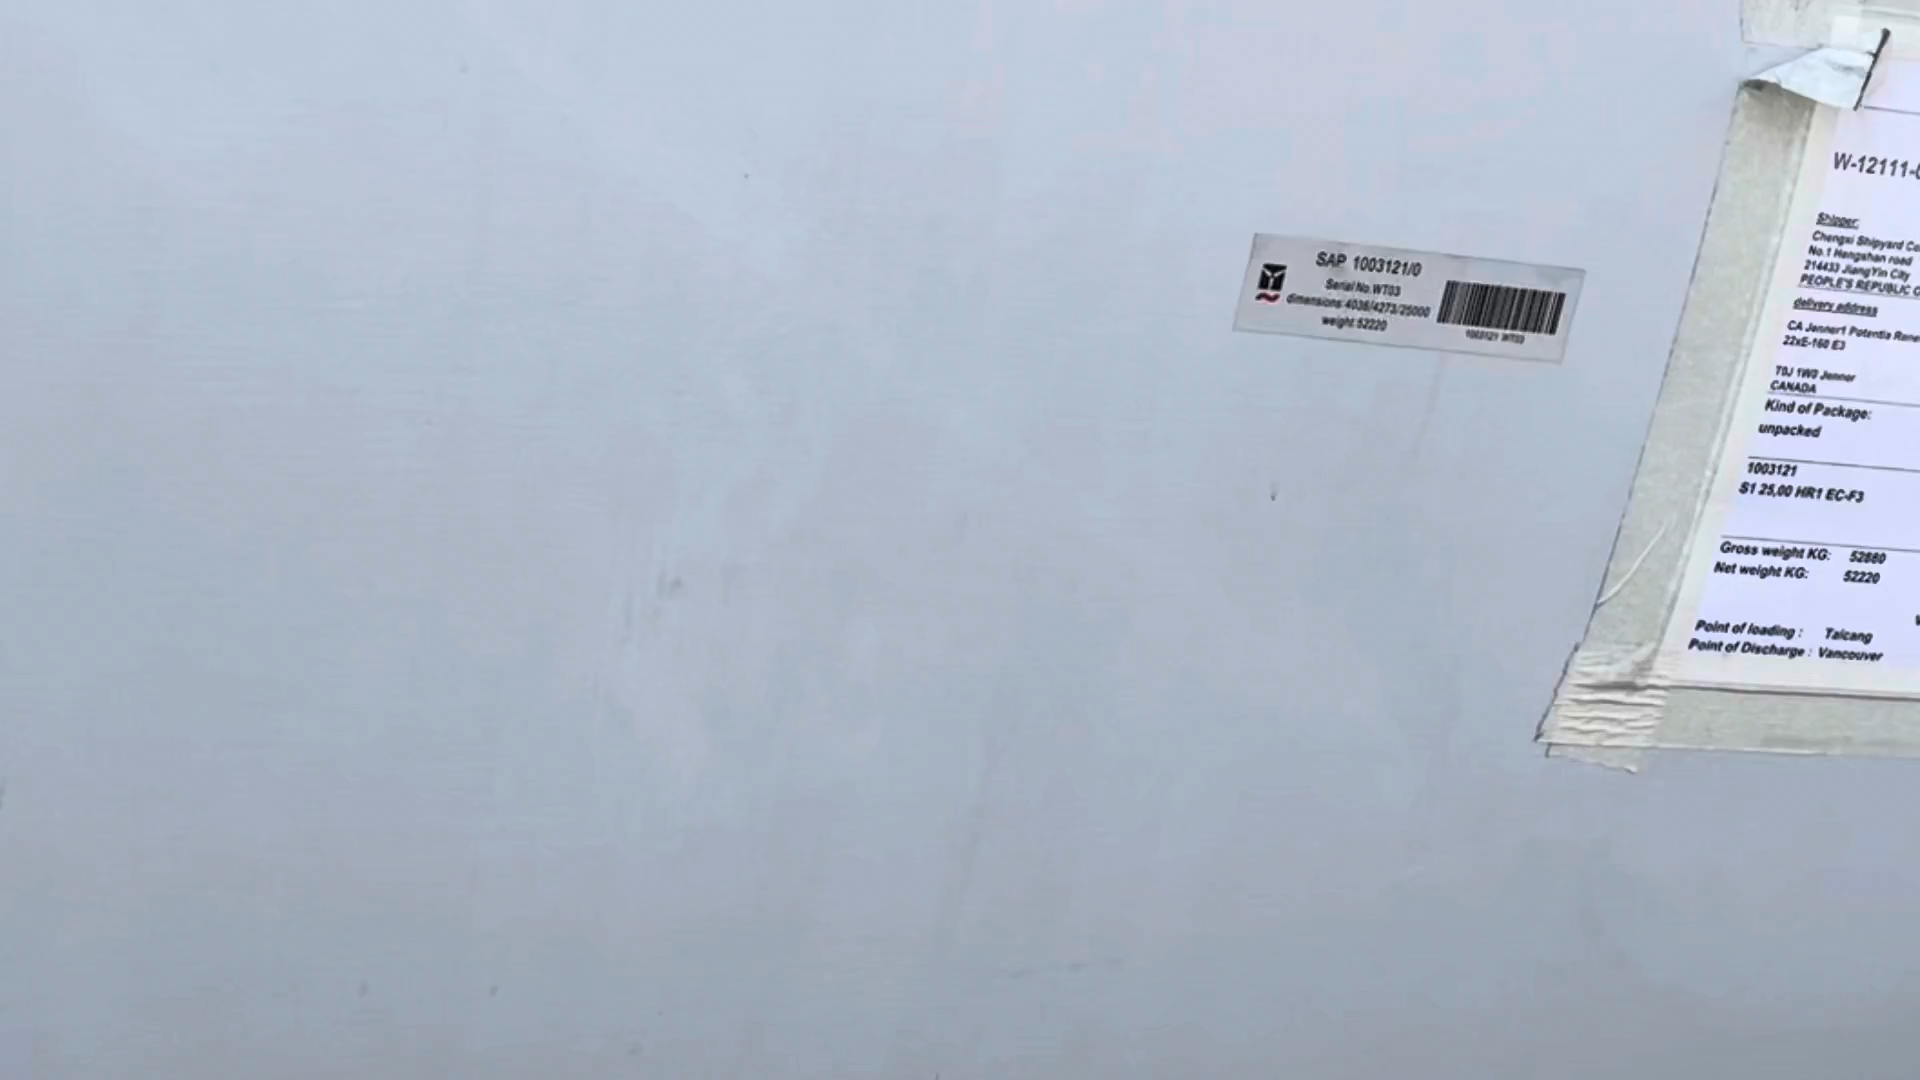 SAP 1003121/0
Serial No. WT03
dimensions: 4036/4273/25000
weight: 52220
1003121 WT03
W-12111-
Shipper:
Chengxi Shipyard Co
No.1 Hengshan road
214433 JiangYin City
PEOPLE'S REPUBLIC O
delivery address
CA Jenner1 Potentia Rene
22xE-160 E3
T0J 1W0 Jenner
CANADA
Kind of Package:
unpacked
1003121
S1 25,00 HR1 EC-F3
Gross weight KG: 52880
Net weight KG: 52220
Point of loading : Taicang
Point of Discharge : Vancouver